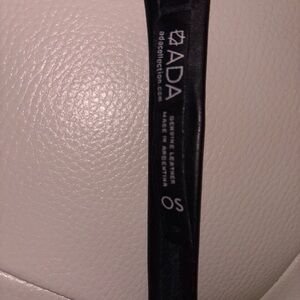 ADA
adacollection.com
GENUINE LEATHER
MADE IN ARGENTINA
OS